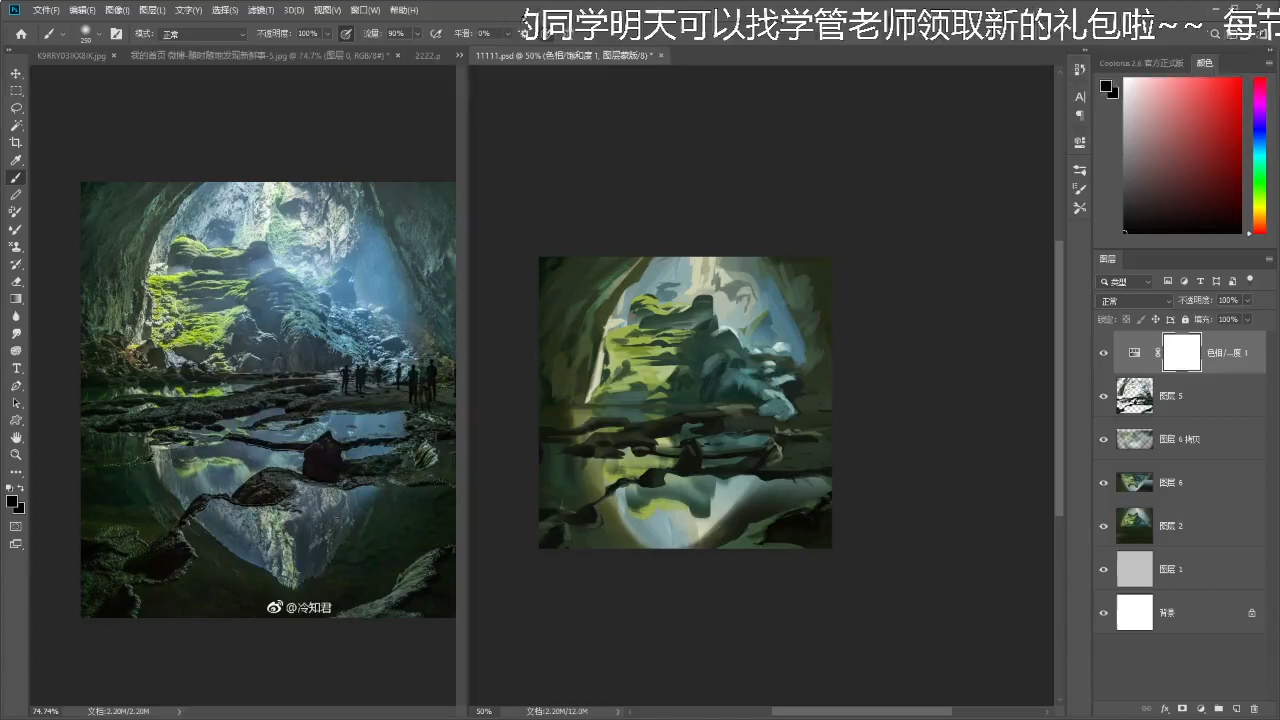 文件(F) 编辑(E) 图像(I) 图层(L) 文字(Y) 选择(S) 滤镜(T) 3D(D) 视图(V) 窗口(W) 帮助(H)
的同学明天可以找学管老师领取新的礼包啦~~ 每节
250 模式: 正常 不透明度: 100% 流量: 90% 平滑: 0%
我的首页 微博-随时随地发现新鲜事-5.jpg @ 74.7% (图层 0, RGB/8#) *
2222.p
11111.psd @ 50% (色相/饱和度 1, 图层蒙版/8) *
Coolorus 2.6 官方正式版 颜色
图层
类型
正常 不透明度: 100%
锁定: 填充: 100%
色相/...度 1
图层 5
图层 6 拷贝
图层 6
图层 2
图层 1
背景
@冷知君
74.74% 文档:2.20M/2.20M
50% 文档:2.20M/12.0M